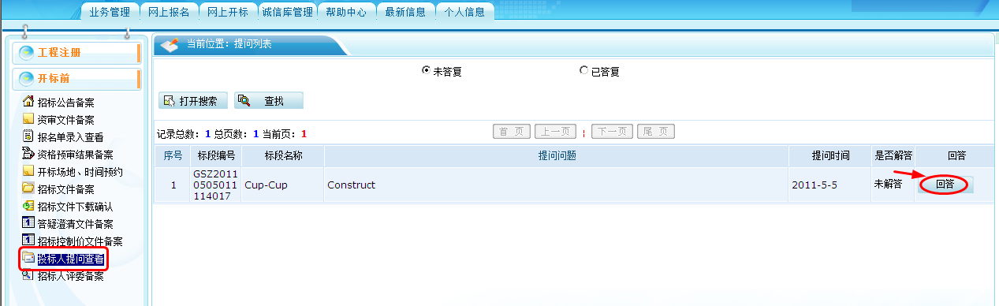 业务管理 网上报名 网上开标 诚信库管理 帮助中心 最新信息 个人信息
工程注册
开标前
招标公告备案
资审文件备案
报名单录入查看
资格预审结果备案
开标场地、时间预约
招标文件备案
招标文件下载确认
答疑澄清文件备案
招标控制价文件备案
投标人提问查看
招标人评委备案
当前位置：提问列表
未答复 已答复
打开搜索 查找
记录总数：1 总页数：1 当前页：1 首 页 上一页 下一页 尾 页
序号 标段编号 标段名称 提问问题 提问时间 是否解答 回答
1 GSZ2011
0505011
114017 Cup-Cup Construct 2011-5-5 未解答 回答